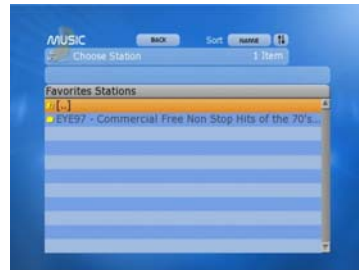 MUSIC BACK Sort NAME
Choose Station 1 Item
Favorites Stations
[..]
EYE97 - Commercial Free Non Stop Hits of the 70's...